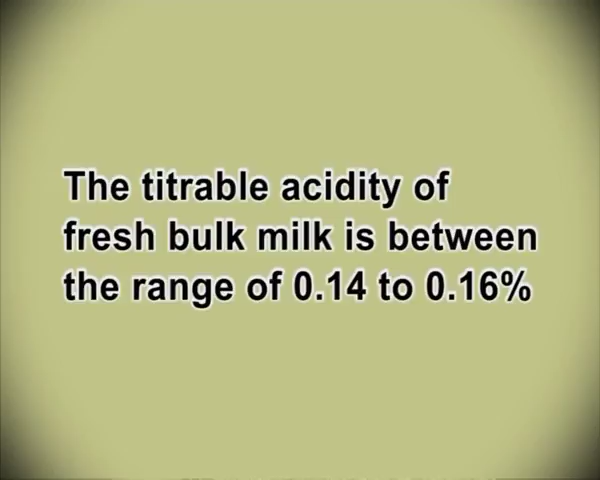 The titrable acidity of
fresh bulk milk is between
the range of 0.14 to 0.16%